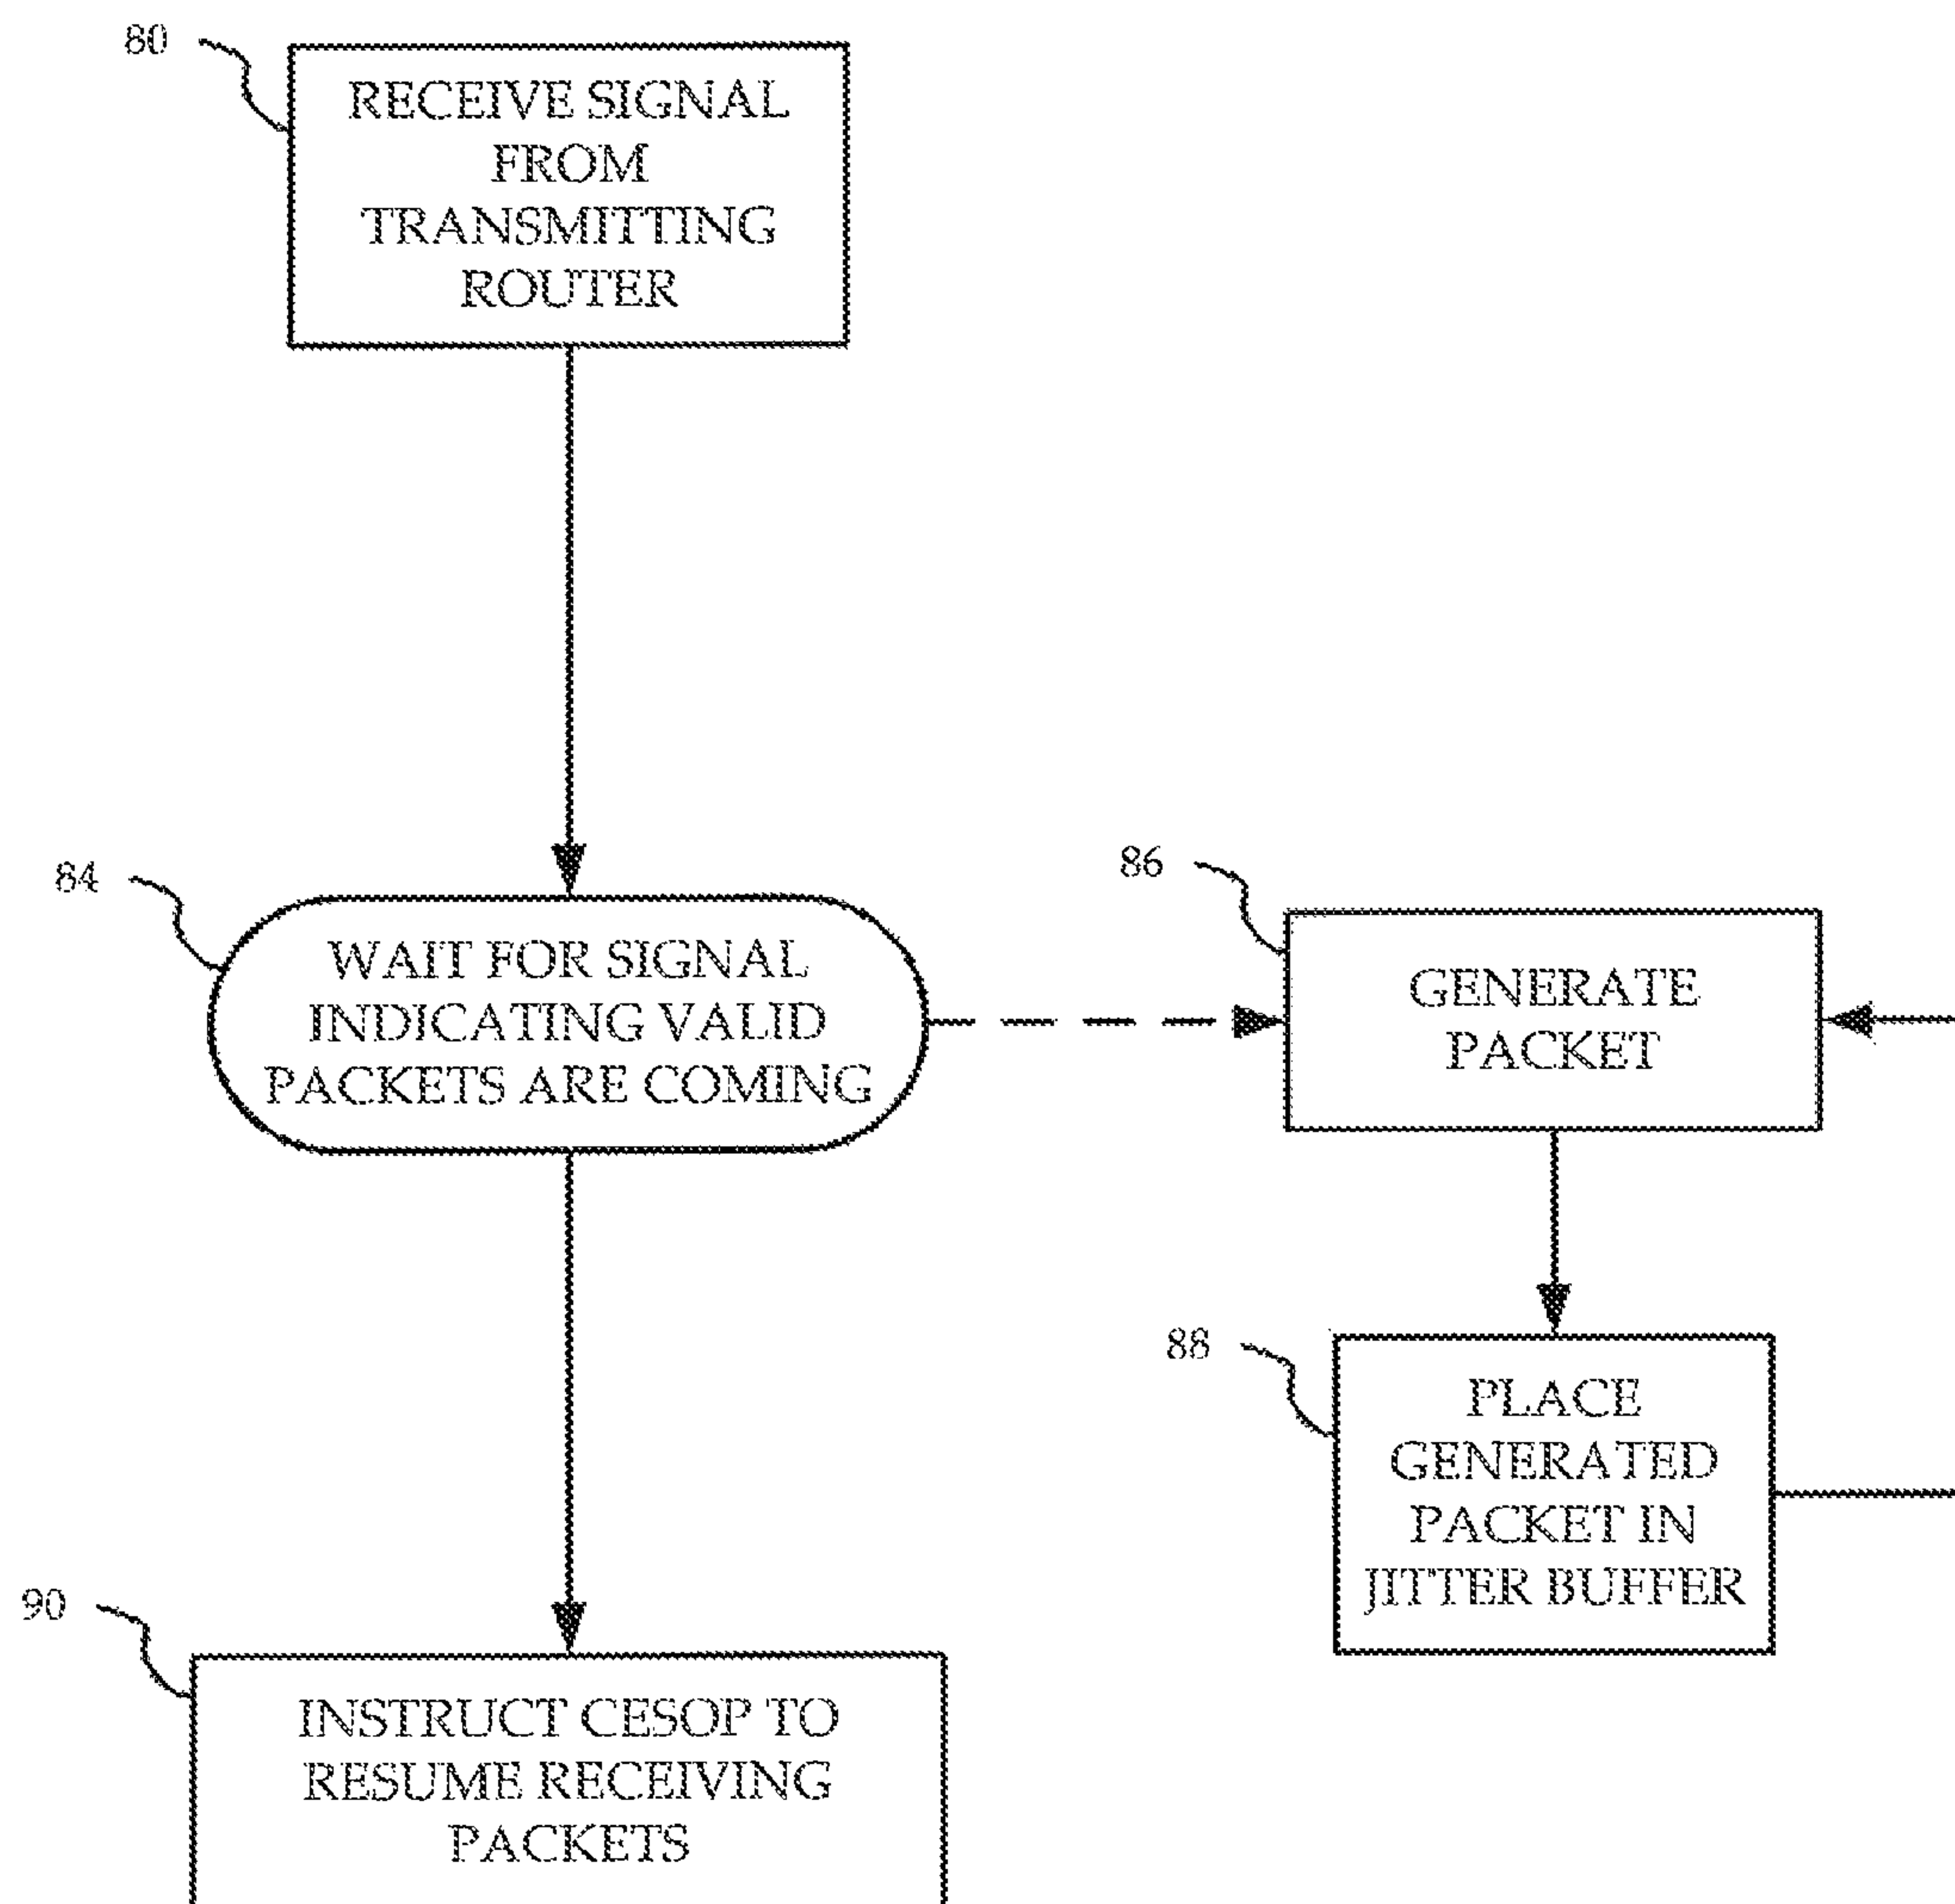 80
RECEIVE SIGNAL
FROM
TRANSMITTING
ROUTER
84
WAIT FOR SIGNAL
INDICATING VALID
PACKETS ARE COMING
86
GENERATE
PACKET
88
PLACE
GENERATED
PACKET IN
JITTER BUFFER
90
INSTRUCT CESOP TO
RESUME RECEIVING
PACKETS